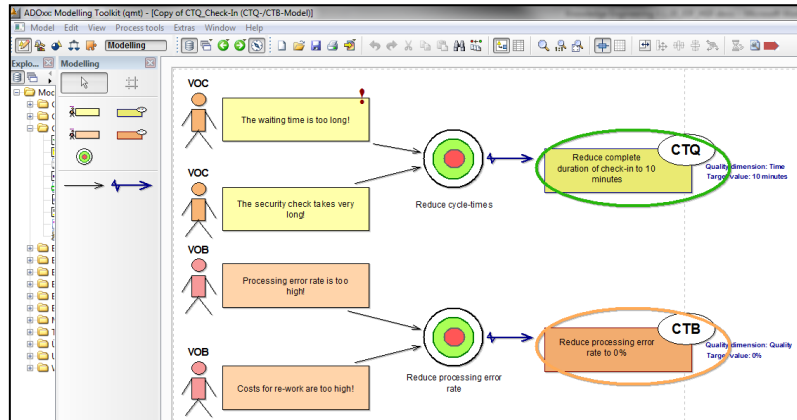 ADOxx: Modelling Toolkit (qmt) - [Copy of CTQ_Check-In (CTQ-/CTB-Model)]
Model Edit View Process tools Extras Window Help
Modelling
Explo...
Modelling
Moc
VOC
The waiting time is too long!
!
VOC
The security check takes very
long!
Reduce cycle-times
CTQ
Reduce complete
duration of check-in to 10
minutes
Quality dimension: Time
Target value: 10 minutes
VOB
Processing error rate is too
high!
VOB
Costs for re-work are too high!
Reduce processing error
rate
CTB
Reduce processing error
rate to 0%
Quality dimension: Quality
Target value: 0%